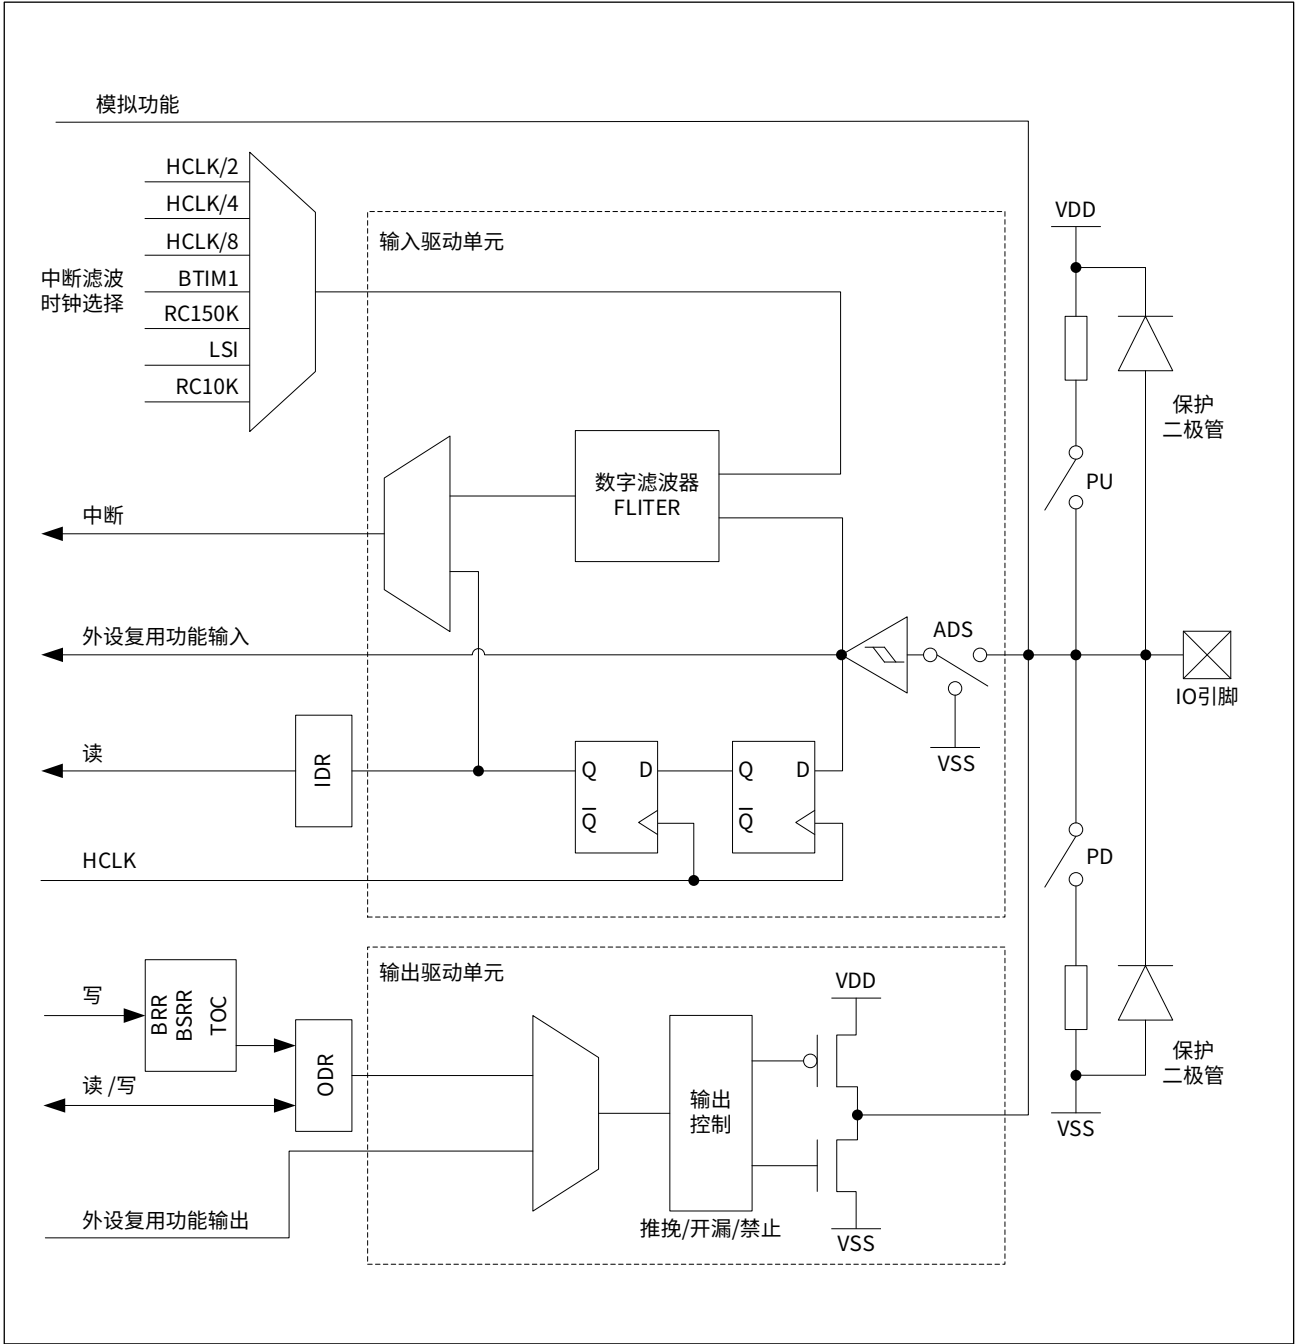 模拟功能
HCLK/2
HCLK/4
HCLK/8
BTIM1
RC150K
LSI
RC10K
中断滤波
时钟选择
输入驱动单元
VDD
保护
二极管
PU
数字滤波器
FLITER
中断
外设复用功能输入
ADS
VSS
IO引脚
读
IDR
Q D
Q
Q D
Q
HCLK
PD
输出驱动单元
写
BRR
BSRR
TOC
读 /写
ODR
VDD
输出
控制
推挽/开漏/禁止
VSS
保护
二极管
VSS
外设复用功能输出